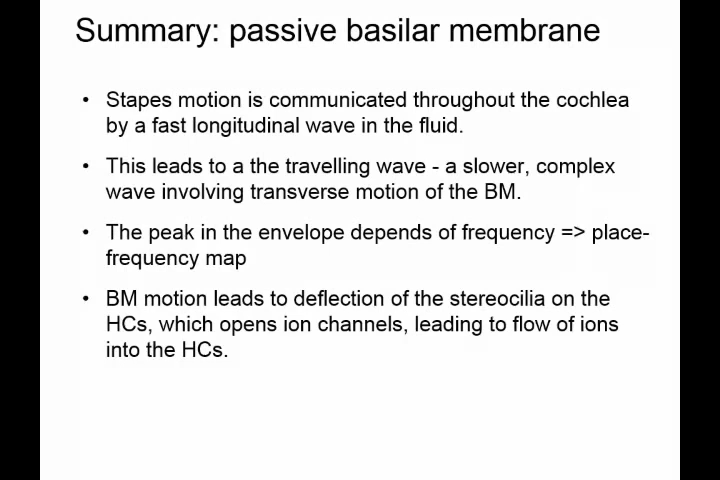 Summary: passive basilar membrane
• Stapes motion is communicated throughout the cochlea
by a fast longitudinal wave in the fluid.
• This leads to a the travelling wave - a slower, complex
wave involving transverse motion of the BM.
• The peak in the envelope depends of frequency => place-
frequency map
• BM motion leads to deflection of the stereocilia on the
HCs, which opens ion channels, leading to flow of ions
into the HCs.